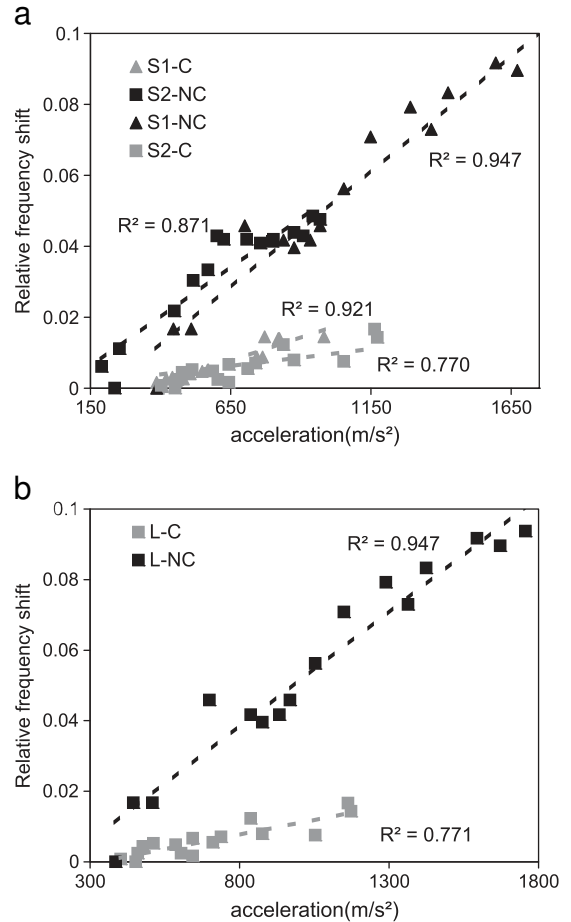 a
0.1
S1-C
S2-NC
S1-NC
S2-C
0.08
0.06
0.04
0.02
0
Relative frequency shift
R² = 0.947
R² = 0.871
R² = 0.921
R² = 0.770
150 650 1150 1650
acceleration(m/s²)
b
0.1
L-C
L-NC
0.08
0.06
0.04
0.02
0
Relative frequency shift
R² = 0.947
R² = 0.771
300 800 1300 1800
acceleration(m/s²)